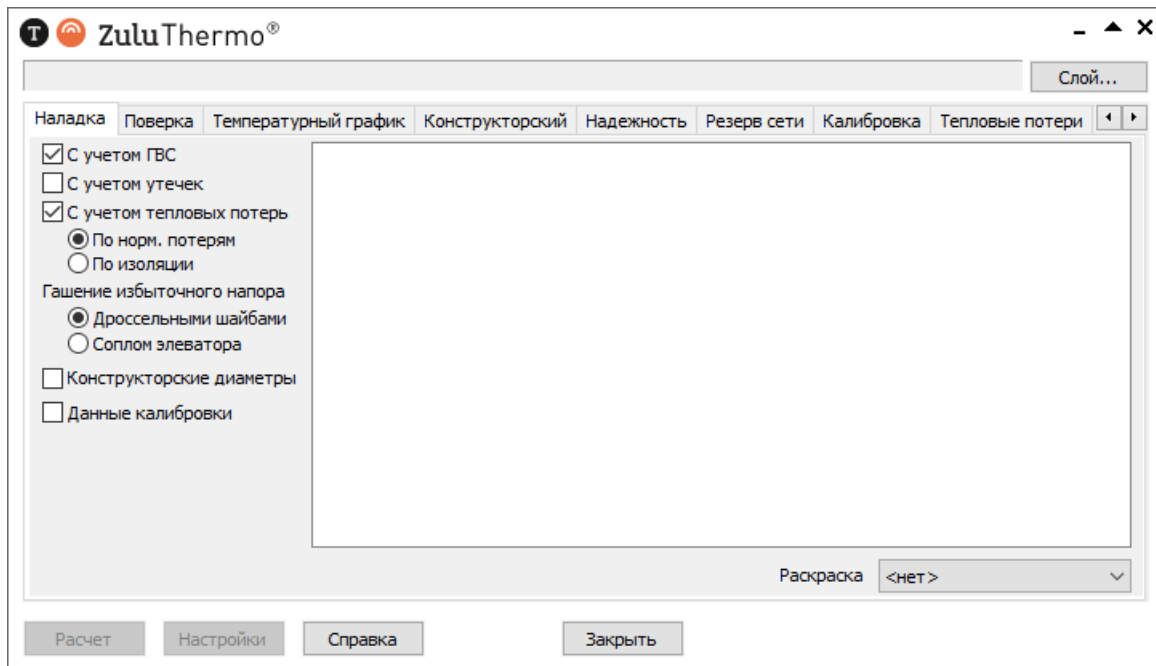 T ZuluThermo®
Слой...
Наладка Поверка Температурный график Конструкторский Надежность Резерв сети Калибровка Тепловые потери
С учетом ГВС
С учетом утечек
С учетом тепловых потерь
По норм. потерям
По изоляции
Гашение избыточного напора
Дроссельными шайбами
Соплом элеватора
Конструкторские диаметры
Данные калибровки
Раскраска <нет>
Расчет Настройки Справка Закрыть